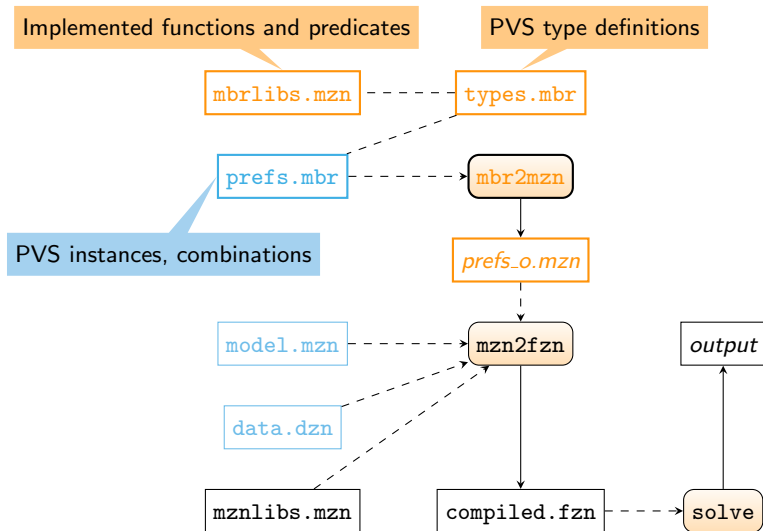 Implemented functions and predicates
PVS type definitions
mbrlibs.mzn
types.mbr
prefs.mbr
mbr2mzn
PVS instances, combinations
prefs_o.mzn
model.mzn
mzn2fzn
output
data.dzn
mznlibs.mzn
compiled.fzn
solve